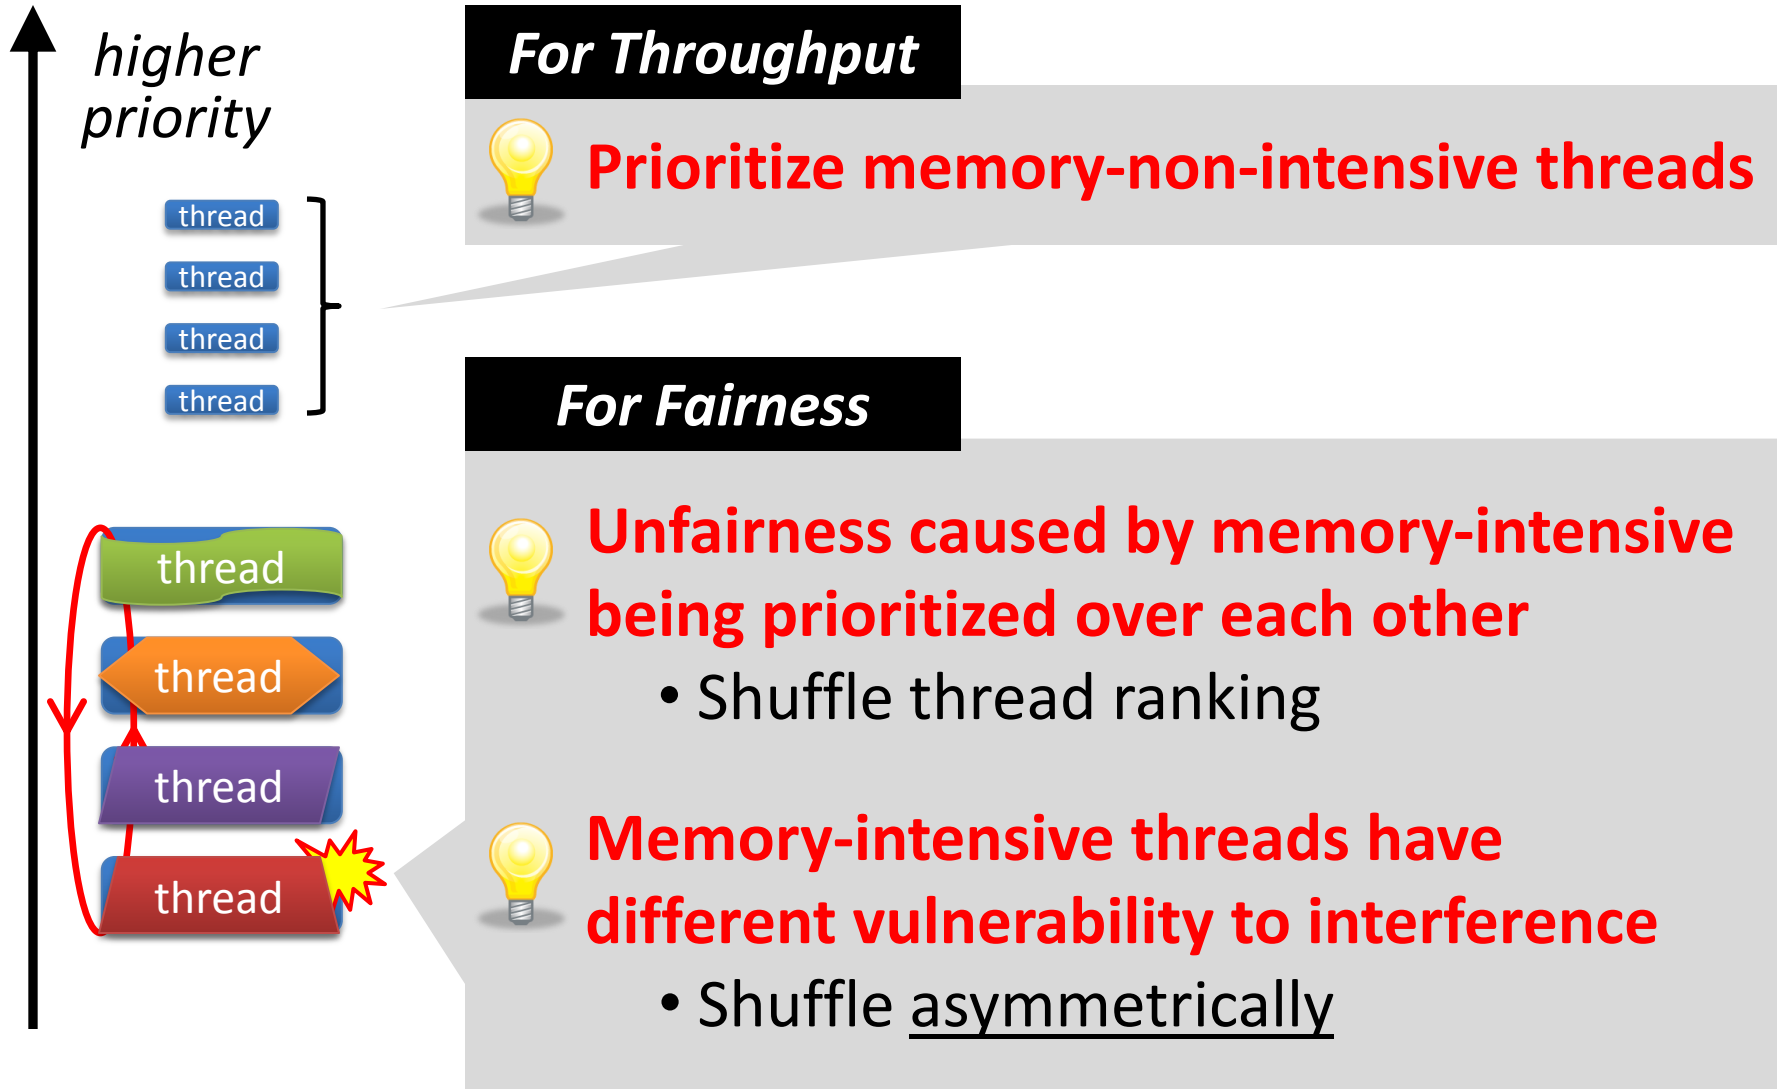 higher
priority
thread
thread
thread
thread
thread
thread
thread
thread
For Throughput
Prioritize memory-non-intensive threads
For Fairness
Unfairness caused by memory-intensive
being prioritized over each other
• Shuffle thread ranking
Memory-intensive threads have
different vulnerability to interference
• Shuffle asymmetrically